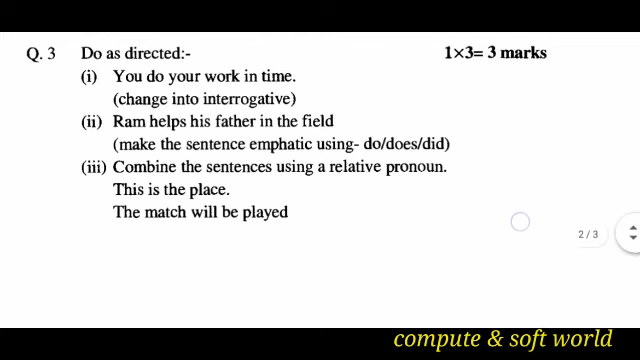 Q. 3 Do as directed:- 1×3= 3 marks
(i) You do your work in time.
(change into interrogative)
(ii) Ram helps his father in the field
(make the sentence emphatic using- do/does/did)
(iii) Combine the sentences using a relative pronoun.
This is the place.
The match will be played
2 / 3
compute & soft world